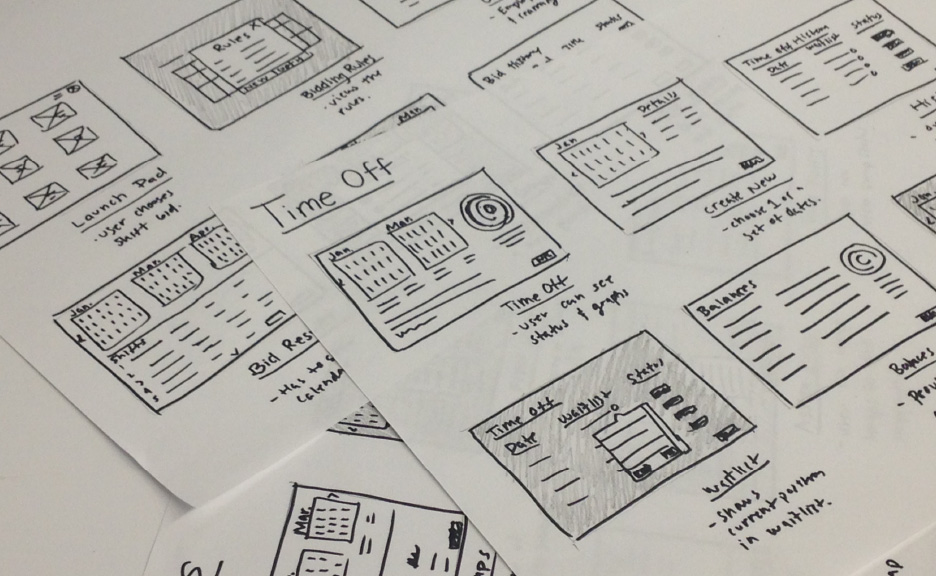 Rules X
Bidding Rules
- views the
rules.
Launch Pad
- user chooses
shift bid.
Jan
Mar
Apr
Shifts
Bid Res
- Has to
calenda
Mar
Time Off
Jan
Mar
Time Off
- user can see
status & graphs
Bid History
Time
Status
Jan
Details
Create New
- choose 1 or
set of dates.
Time Off History
Date
Waitlist
Status
Balances
Balances
Time Off
Date
Waitlist
Status
Waitlist
- shows
current position
in waitlist.
Mar